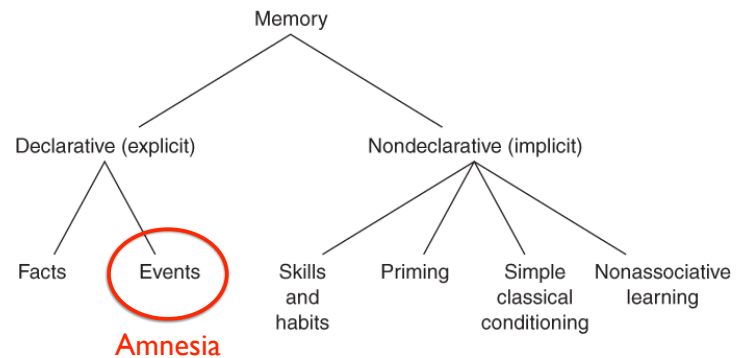 Memory
Declarative (explicit)
Nondeclarative (implicit)
Facts
Events
Skills
and
habits
Priming
Simple
classical
conditioning
Nonassociative
learning
Amnesia